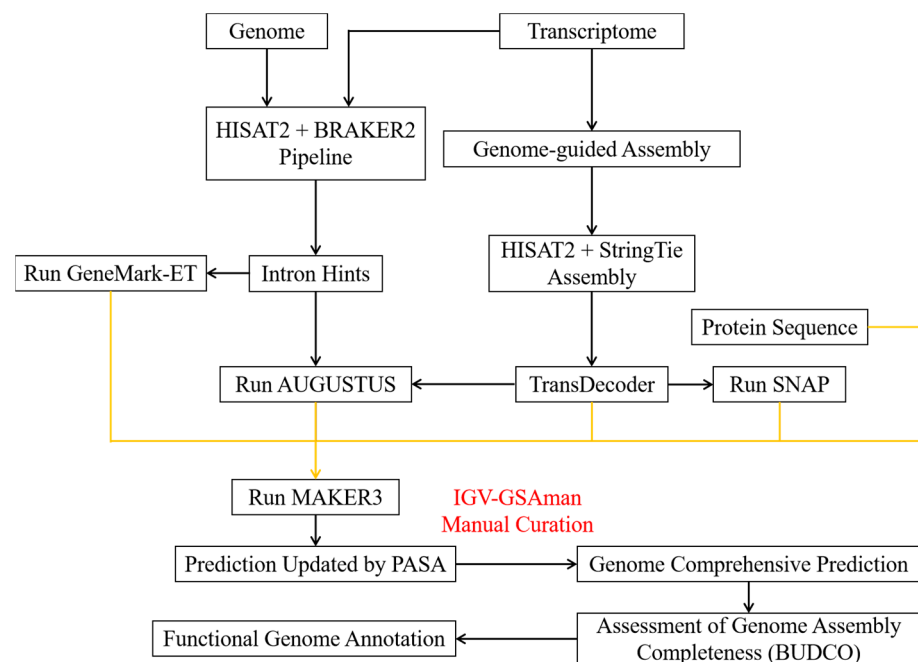 Genome
Transcriptome
HISAT2 + BRAKER2
Pipeline
Genome-guided Assembly
HISAT2 + StringTie
Assembly
Run GeneMark-ET
Intron Hints
Protein Sequence
Run AUGUSTUS
TransDecoder
Run SNAP
Run MAKER3
IGV-GSAman
Manual Curation
Prediction Updated by PASA
Genome Comprehensive Prediction
Functional Genome Annotation
Assessment of Genome Assembly
Completeness (BUDCO)